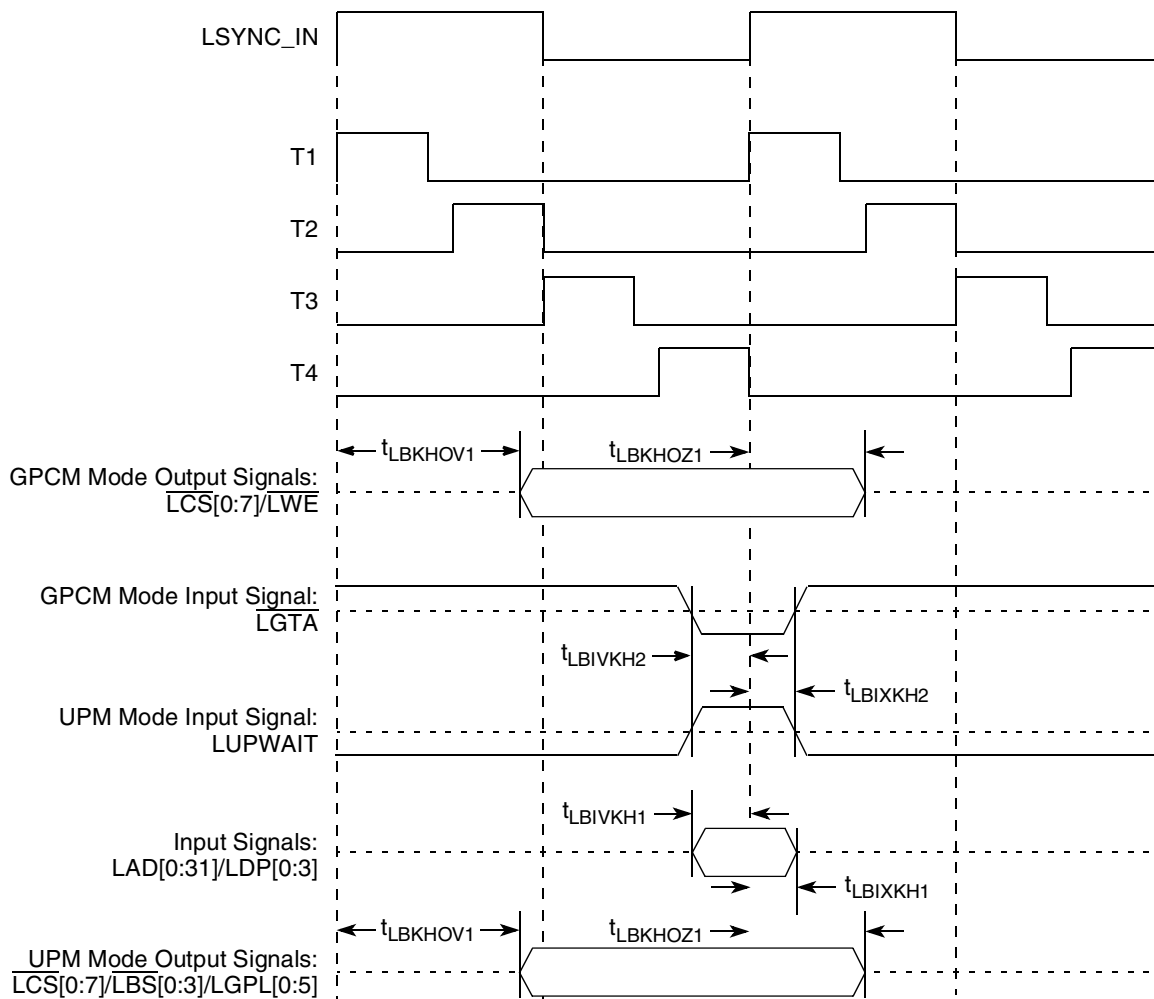 LSYNC_IN
T1
T2
T3
T4
tLBKHOV1
tLBKHOZ1
GPCM Mode Output Signals:
LCS[0:7]/LWE
GPCM Mode Input Signal:
LGTA
tLBIVKH2
tLBIXKH2
UPM Mode Input Signal:
LUPWAIT
tLBIVKH1
Input Signals:
LAD[0:31]/LDP[0:3]
tLBIXKH1
tLBKHOV1
tLBKHOZ1
UPM Mode Output Signals:
LCS[0:7]/LBS[0:3]/LGPL[0:5]